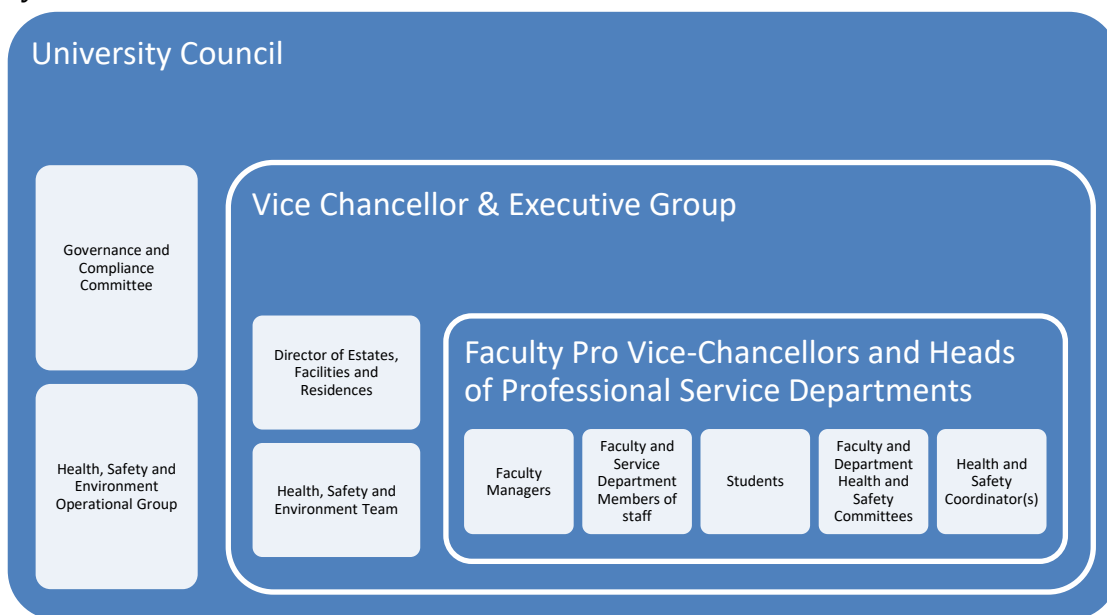 University Council
Governance and
Compliance
Committee
Health, Safety and
Environment
Operational Group
Vice Chancellor & Executive Group
Director of Estates,
Facilities and
Residences
Health, Safety and
Environment Team
Faculty Pro Vice-Chancellors and Heads
of Professional Service Departments
Faculty
Managers
Faculty and
Service
Department
Members of
staff
Students
Faculty and
Department
Health and
Safety
Committees
Health and
Safety
Coordinator(s)